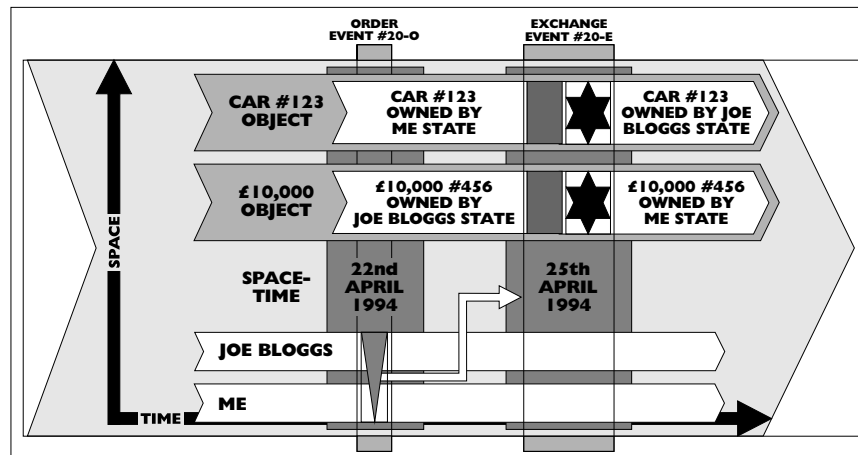 ORDER
EVENT #20-O
EXCHANGE
EVENT #20-E
CAR #123
OBJECT
CAR #123
OWNED BY
ME STATE
CAR #123
OWNED BY JOE
BLOGGS STATE
£10,000
OBJECT
£10,000 #456
OWNED BY
JOE BLOGGS STATE
£10,000 #456
OWNED BY
ME STATE
SPACE
SPACE-
TIME
22nd
APRIL
1994
25th
APRIL
1994
JOE BLOGGS
ME
TIME